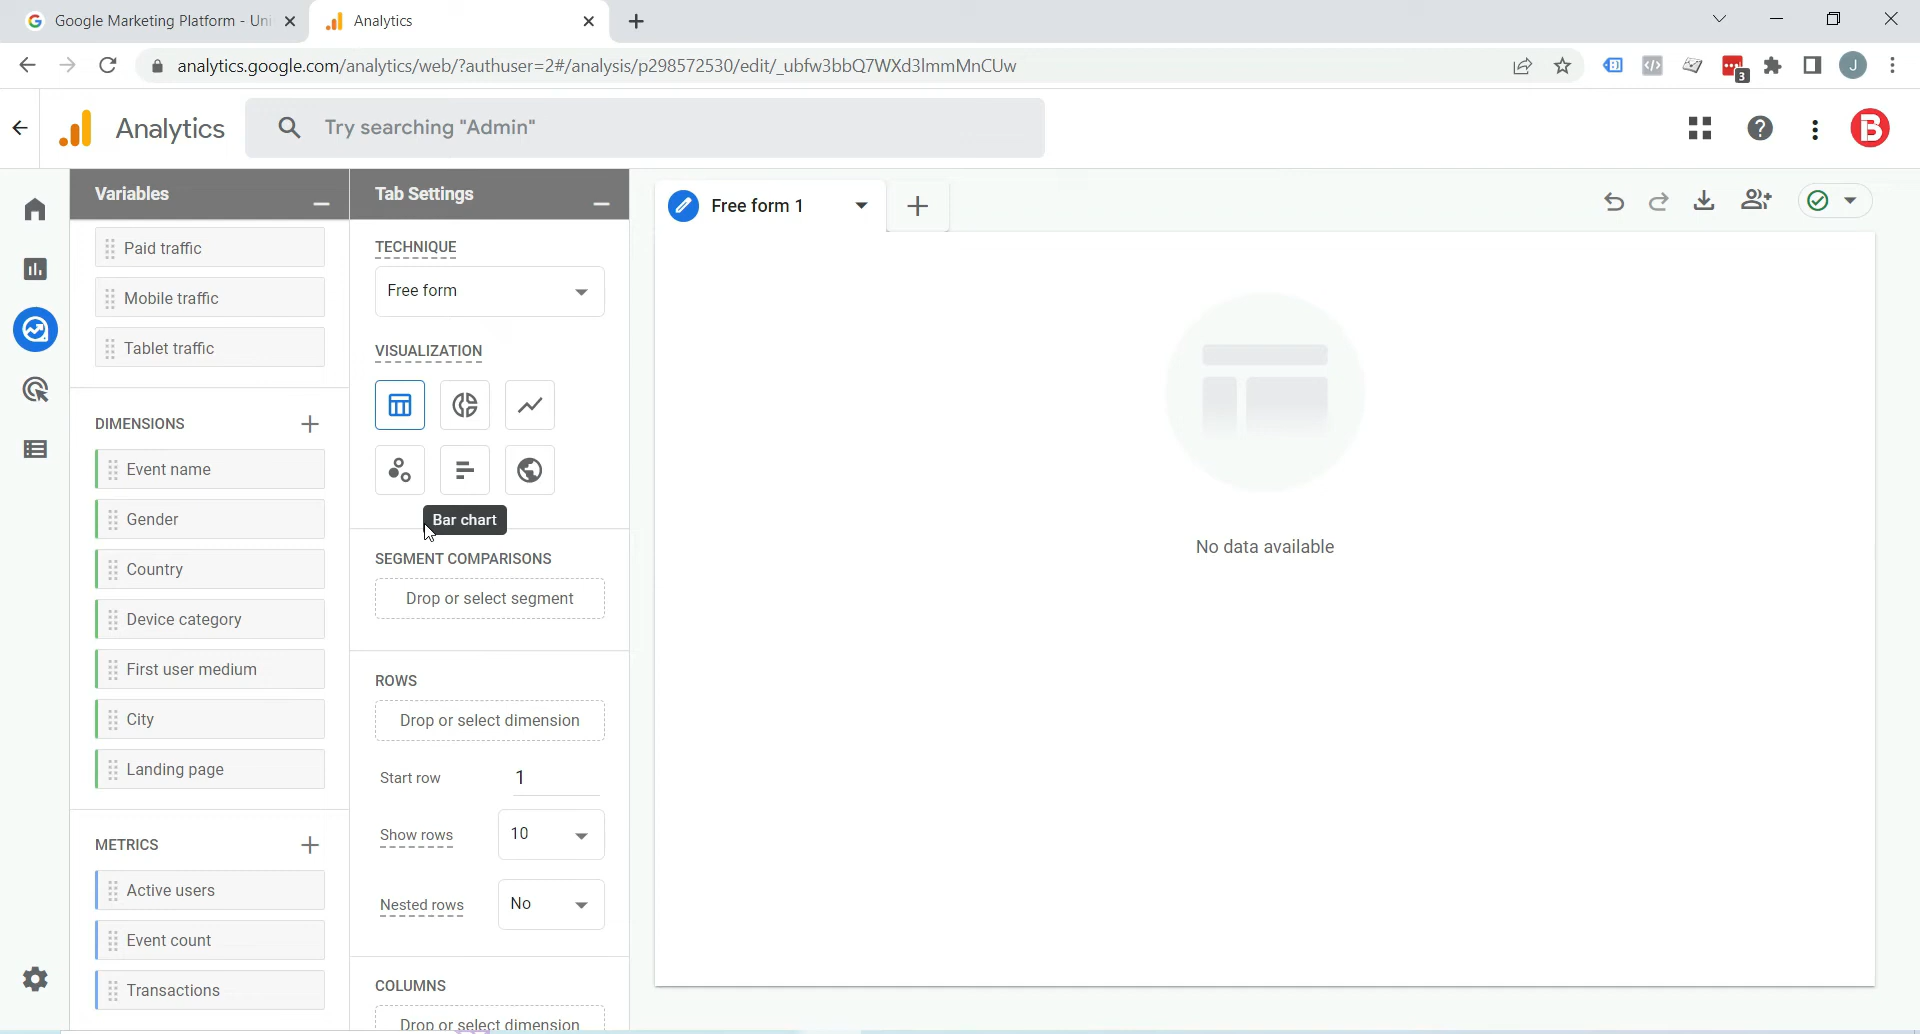 Google Marketing Platform - Uni
Analytics
analytics.google.com/analytics/web/?authuser=2#/analysis/p298572530/edit/_ubfw3bbQ7WXd3ImmMnCUw
3
J
Analytics
Try searching "Admin"
B
Variables
Paid traffic
Mobile traffic
Tablet traffic
DIMENSIONS
Event name
Gender
Country
Device category
First user medium
City
Landing page
METRICS
Active users
Event count
Transactions
Tab Settings
TECHNIQUE
Free form
VISUALIZATION
Bar chart
SEGMENT COMPARISONS
Drop or select segment
ROWS
Drop or select dimension
Start row 1
Show rows 10
Nested rows No
COLUMNS
Drop or select dimension
Free form 1
No data available